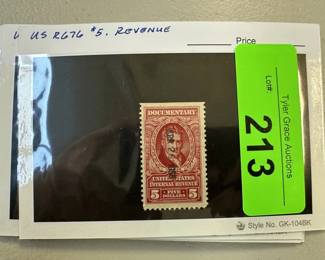 US R676 $5. REVENUE
Price
Lot#:
213
Tyler Grace Auctions
DOCUMENTARY
UNITED STATES
INTERNAL REVENUE
5 FIVE DOLLARS 5
Style No. GK-104BK